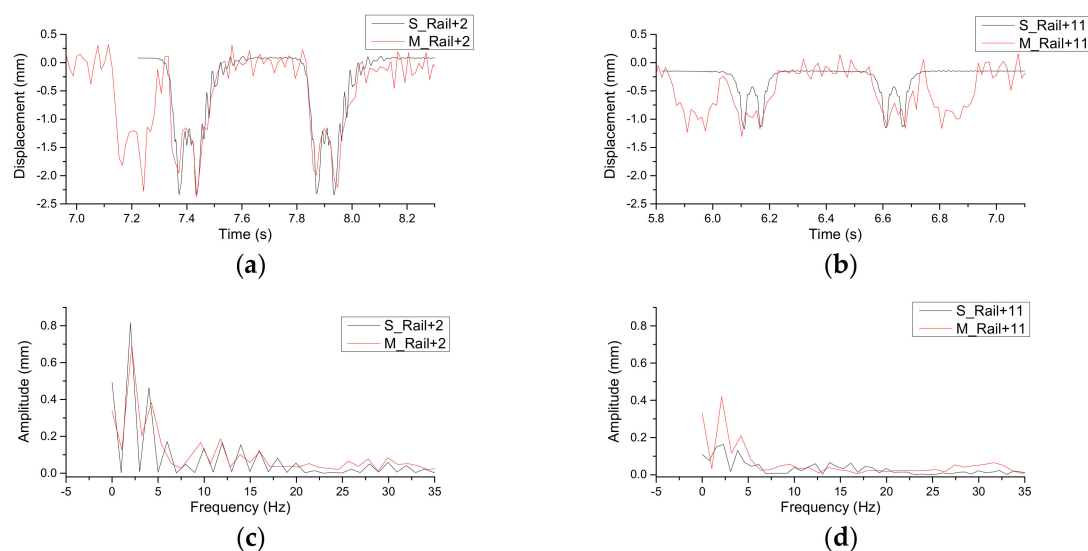 S_Rail+2
M_Rail+2
0.5
0.0
-0.5
-1.0
-1.5
-2.0
-2.5
Displacement (mm)
7.0 7.2 7.4 7.6 7.8 8.0 8.2
Time (s)
(a)
S_Rail+11
M_Rail+11
0.5
0.0
-0.5
-1.0
-1.5
-2.0
-2.5
Displacement (mm)
5.8 6.0 6.2 6.4 6.6 6.8 7.0
Time (s)
(b)
S_Rail+2
M_Rail+2
0.8
0.6
0.4
0.2
0.0
Amplitude (mm)
-5 0 5 10 15 20 25 30 35
Frequency (Hz)
(c)
S_Rail+11
M_Rail+11
0.8
0.6
0.4
0.2
0.0
Amplitude (mm)
-5 0 5 10 15 20 25 30 35
Frequency (Hz)
(d)